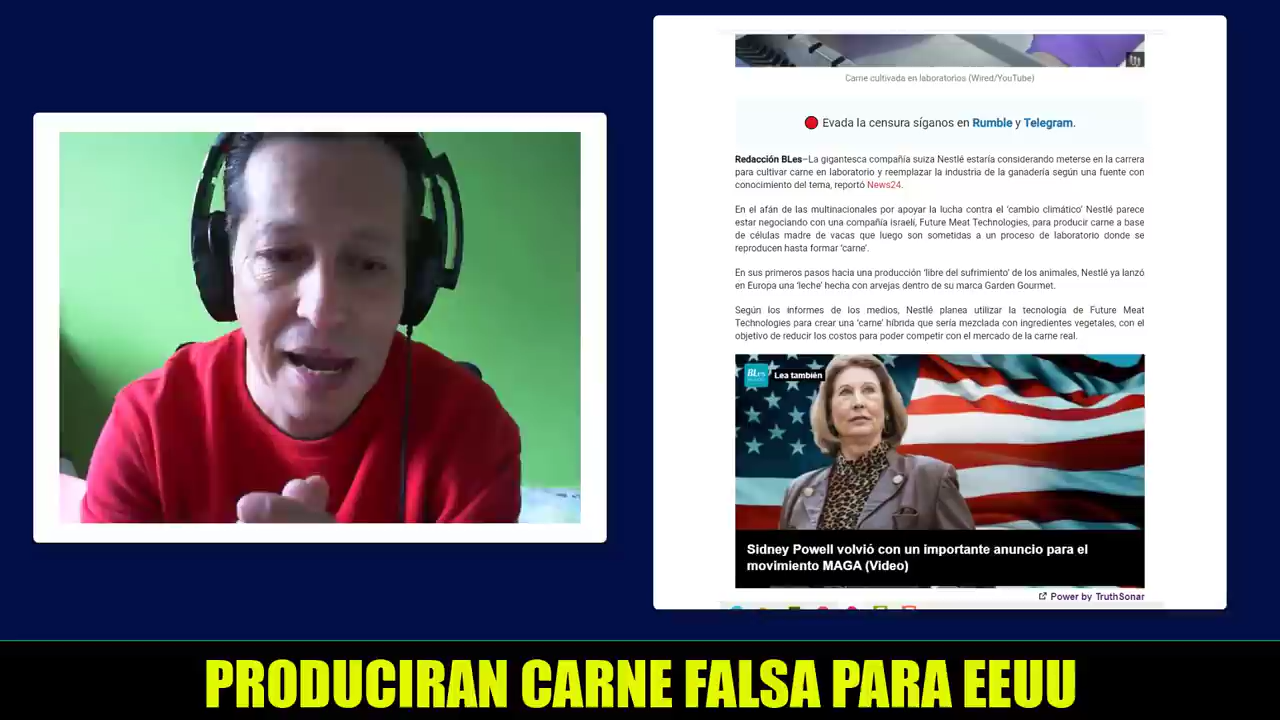 Carne cultivada en laboratorios (Wired/YouTube)
Evada la censura síganos en Rumble y Telegram.
Redacción BLes–La gigantesca compañía suiza Nestlé estaría considerando meterse en la carrera
para cultivar carne en laboratorio y reemplazar la industria de la ganadería según una fuente con
conocimiento del tema, reportó News24.
En el afán de las multinacionales por apoyar la lucha contra el 'cambio climático' Nestlé parece
estar negociando con una compañía israelí, Future Meat Technologies, para producir carne a base
de células madre de vacas que luego son sometidas a un proceso de laboratorio donde se
reproducen hasta formar 'carne'.
En sus primeros pasos hacia una producción 'libre del sufrimiento' de los animales, Nestlé ya lanzó
en Europa una 'leche' hecha con arvejas dentro de su marca Garden Gourmet.
Según los informes de los medios, Nestlé planea utilizar la tecnología de Future Meat
Technologies para crear una 'carne' híbrida que sería mezclada con ingredientes vegetales, con el
objetivo de reducir los costos para poder competir con el mercado de la carne real.
BLes
Lea también
Sidney Powell volvió con un importante anuncio para el
movimiento MAGA (Video)
Power by TruthSonar
PRODUCIRAN CARNE FALSA PARA EEUU